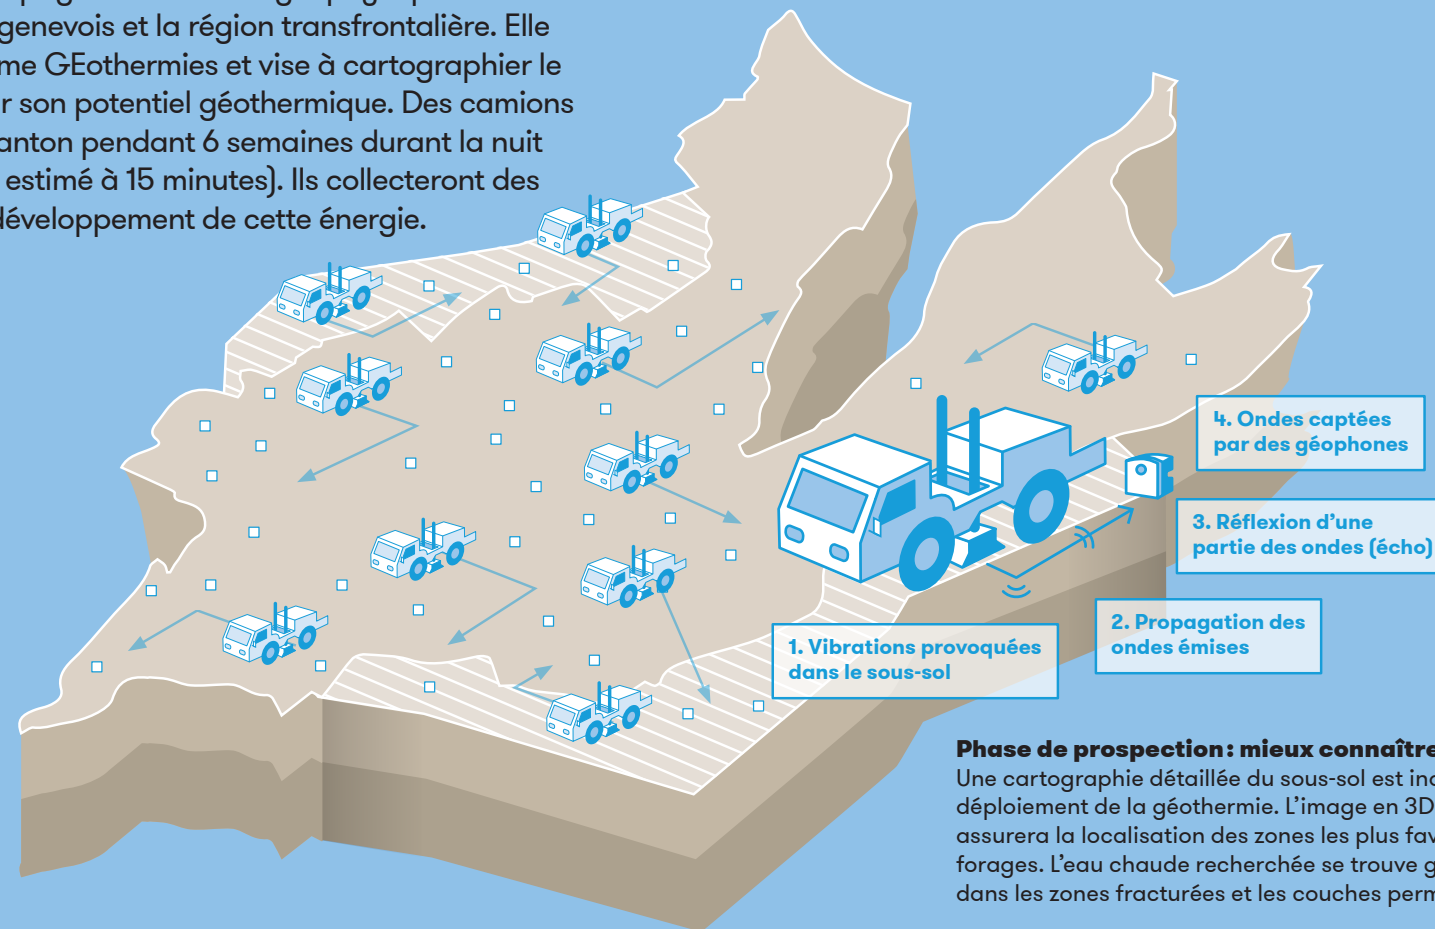 genevois et la région transfrontalière. Elle
me GEothermies et vise à cartographier le
r son potentiel géothermique. Des camions
anton pendant 6 semaines durant la nuit
estimé à 15 minutes). Ils collecteront des
développement de cette énergie.
4. Ondes captées
par des géophones
3. Réflexion d’une
partie des ondes (écho)
2. Propagation des
ondes émises
1. Vibrations provoquées
dans le sous-sol
Phase de prospection : mieux connaître
Une cartographie détaillée du sous-sol est in
déploiement de la géothermie. L’image en 3D
assurera la localisation des zones les plus fav
forages. L’eau chaude recherchée se trouve g
dans les zones fracturées et les couches perm